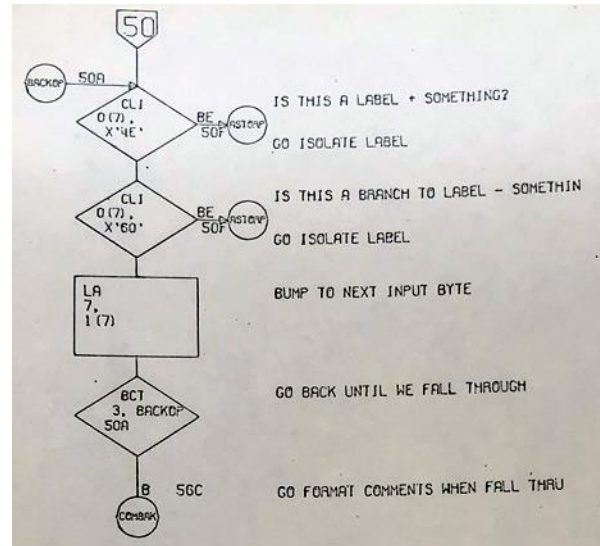 50
BACKOP 50A
CLI
0(7),
X'4E'
BE
50F
IS THIS A LABEL + SOMETHING?
GO ISOLATE LABEL
CLI
0(7),
X'60'
BE
50F
IS THIS A BRANCH TO LABEL - SOMETHIN
GO ISOLATE LABEL
LA
7,
1(7)
BUMP TO NEXT INPUT BYTE
BCT
3, BACKOP
50A
GO BACK UNTIL WE FALL THROUGH
B 56C
COMBAK
GO FORMAT COMMENTS WHEN FALL THRU